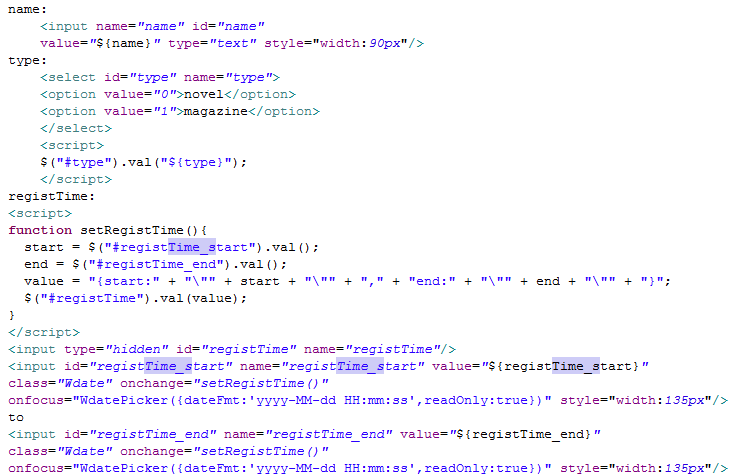 name:
<input name="name" id="name"
value="${name}" type="text" style="width:90px"/>
type:
<select id="type" name="type">
<option value="0">novel</option>
<option value="1">magazine</option>
</select>
<script>
$("#type").val("${type}");
</script>
registTime:
<script>
function setRegistTime(){
start = $("#registTime_start").val();
end = $("#registTime_end").val();
value = "{start:" + "\"" + start + "\"" + "," + "end:" + "\"" + end + "\"" + "}";
$("#registTime").val(value);
}
</script>
<input type="hidden" id="registTime" name="registTime"/>
<input id="registTime_start" name="registTime_start" value="${registTime_start}"
class="Wdate" onchange="setRegistTime()"
onfocus="WdatePicker({dateFmt:'yyyy-MM-dd HH:mm:ss',readOnly:true})" style="width:135px"/>
to
<input id="registTime_end" name="registTime_end" value="${registTime_end}"
class="Wdate" onchange="setRegistTime()"
onfocus="WdatePicker({dateFmt:'yyyy-MM-dd HH:mm:ss',readOnly:true})" style="width:135px"/>